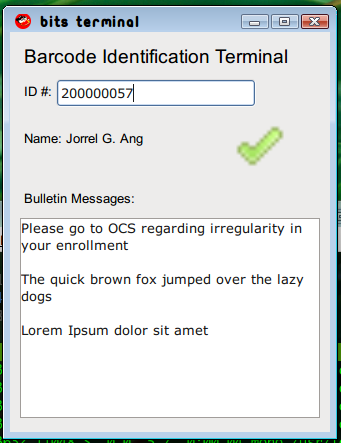 bits terminal
Barcode Identification Terminal
ID #: 200000057
Name: Jorrel G. Ang
Bulletin Messages:
Please go to OCS regarding irregularity in
your enrollment
The quick brown fox jumped over the lazy
dogs
Lorem Ipsum dolor sit amet